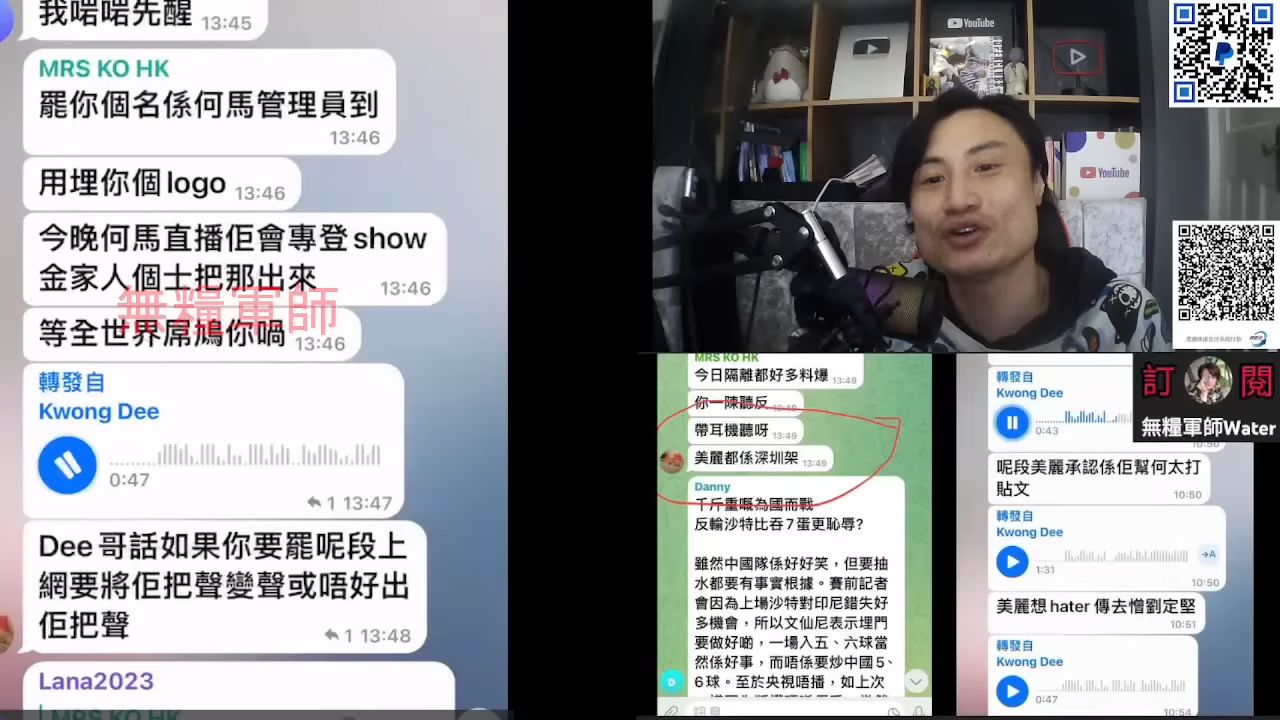 我啱啱先醒 13:45
MRS KO HK
罷你個名係何馬管理員到
13:46
用埋你個logo 13:46
今晚何馬直播佢會專登show
金家人個士把那出來 13:46
等全世界屌鳩你喎 13:46
無糧軍師
轉發自
Kwong Dee
0:47
1 13:47
Dee哥話如果你要罷呢段上
網要將佢把聲變聲或唔好出
佢把聲 1 13:48
Lana2023
MRS KO HK
YouTube
YouTube
MRS KO HK
今日隔離都好多料爆 13:49
你一陣聽反 13:49
帶耳機聽呀 13:49
美麗都係深圳架 13:49
Danny
千斤重嘅為國而戰
反輸沙特比吞7蛋更恥辱?
雖然中國隊係好好笑，但要抽
水都要有事實根據。賽前記者
會因為上場沙特對印尼錯失好
多機會，所以文仙尼表示埋門
要做好啲，一場入五、六球當
然係好事，而唔係要炒中國5、
6球。至於央視唔播，如上次
D
轉發自
Kwong Dee
0:43
10:50
訂閱
無糧軍師Water
呢段美麗承認係佢幫何太打
貼文 10:50
轉發自
Kwong Dee
→A
1:31
10:50
美麗想hater 傳去憎劉定堅
10:51
轉發自
Kwong Dee
0:47
10:54